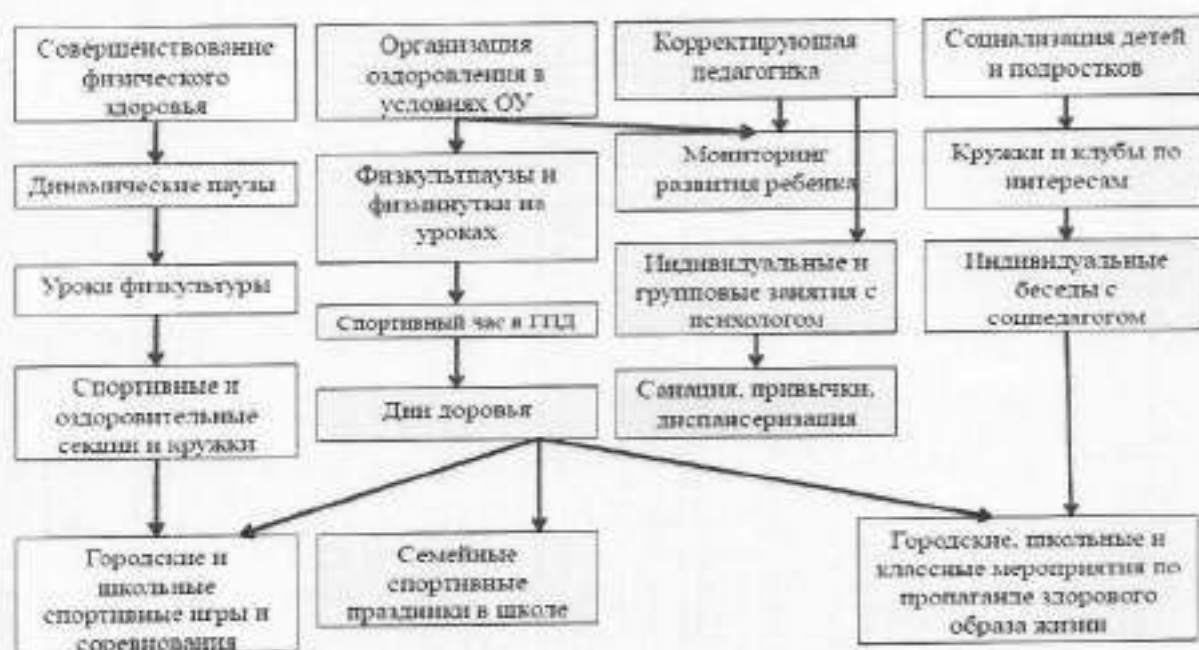 Совершенствование
физического
здоровья
Организация
оздоровления в
условиях ОУ
Корректирующая
педагогика
Социализация детей
и подростков
Динамические паузы
Физкультпаузы и
физминутки на
уроках
Мониторинг
развития ребенка
Кружки и клубы по
интересам
Уроки физкультуры
Спортивный час в ГПД
Индивидуальные и
групповые занятия с
психологом
Индивидуальные
беседы с
соцпедагогом
Спортивные и
оздоровительные
секции и кружки
Дни доровья
Санация, привычки,
диспансеризация
Городские и
школьные
спортивные игры и
соревнования
Семейные
спортивные
праздники в школе
Городские, школьные и
классные мероприятия по
пропаганде здорового
образа жизни